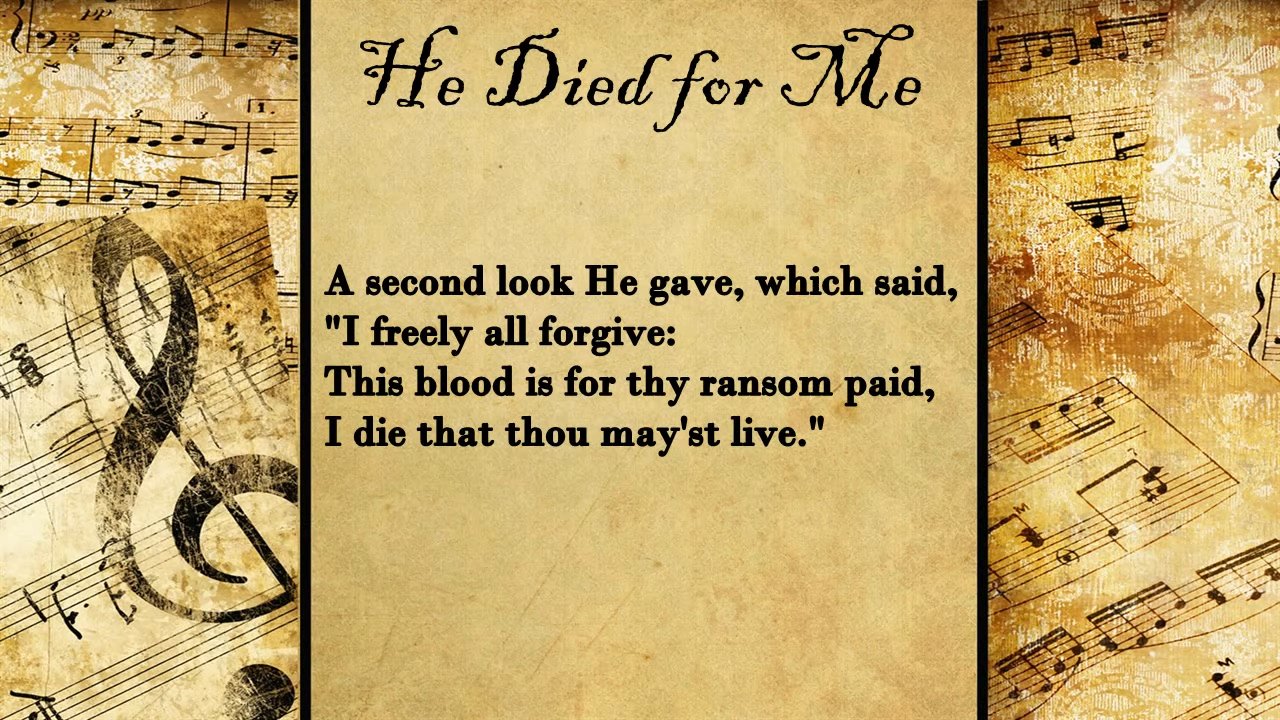 He Died for Me
A second look He gave, which said,
"I freely all forgive:
This blood is for thy ransom paid,
I die that thou may'st live."